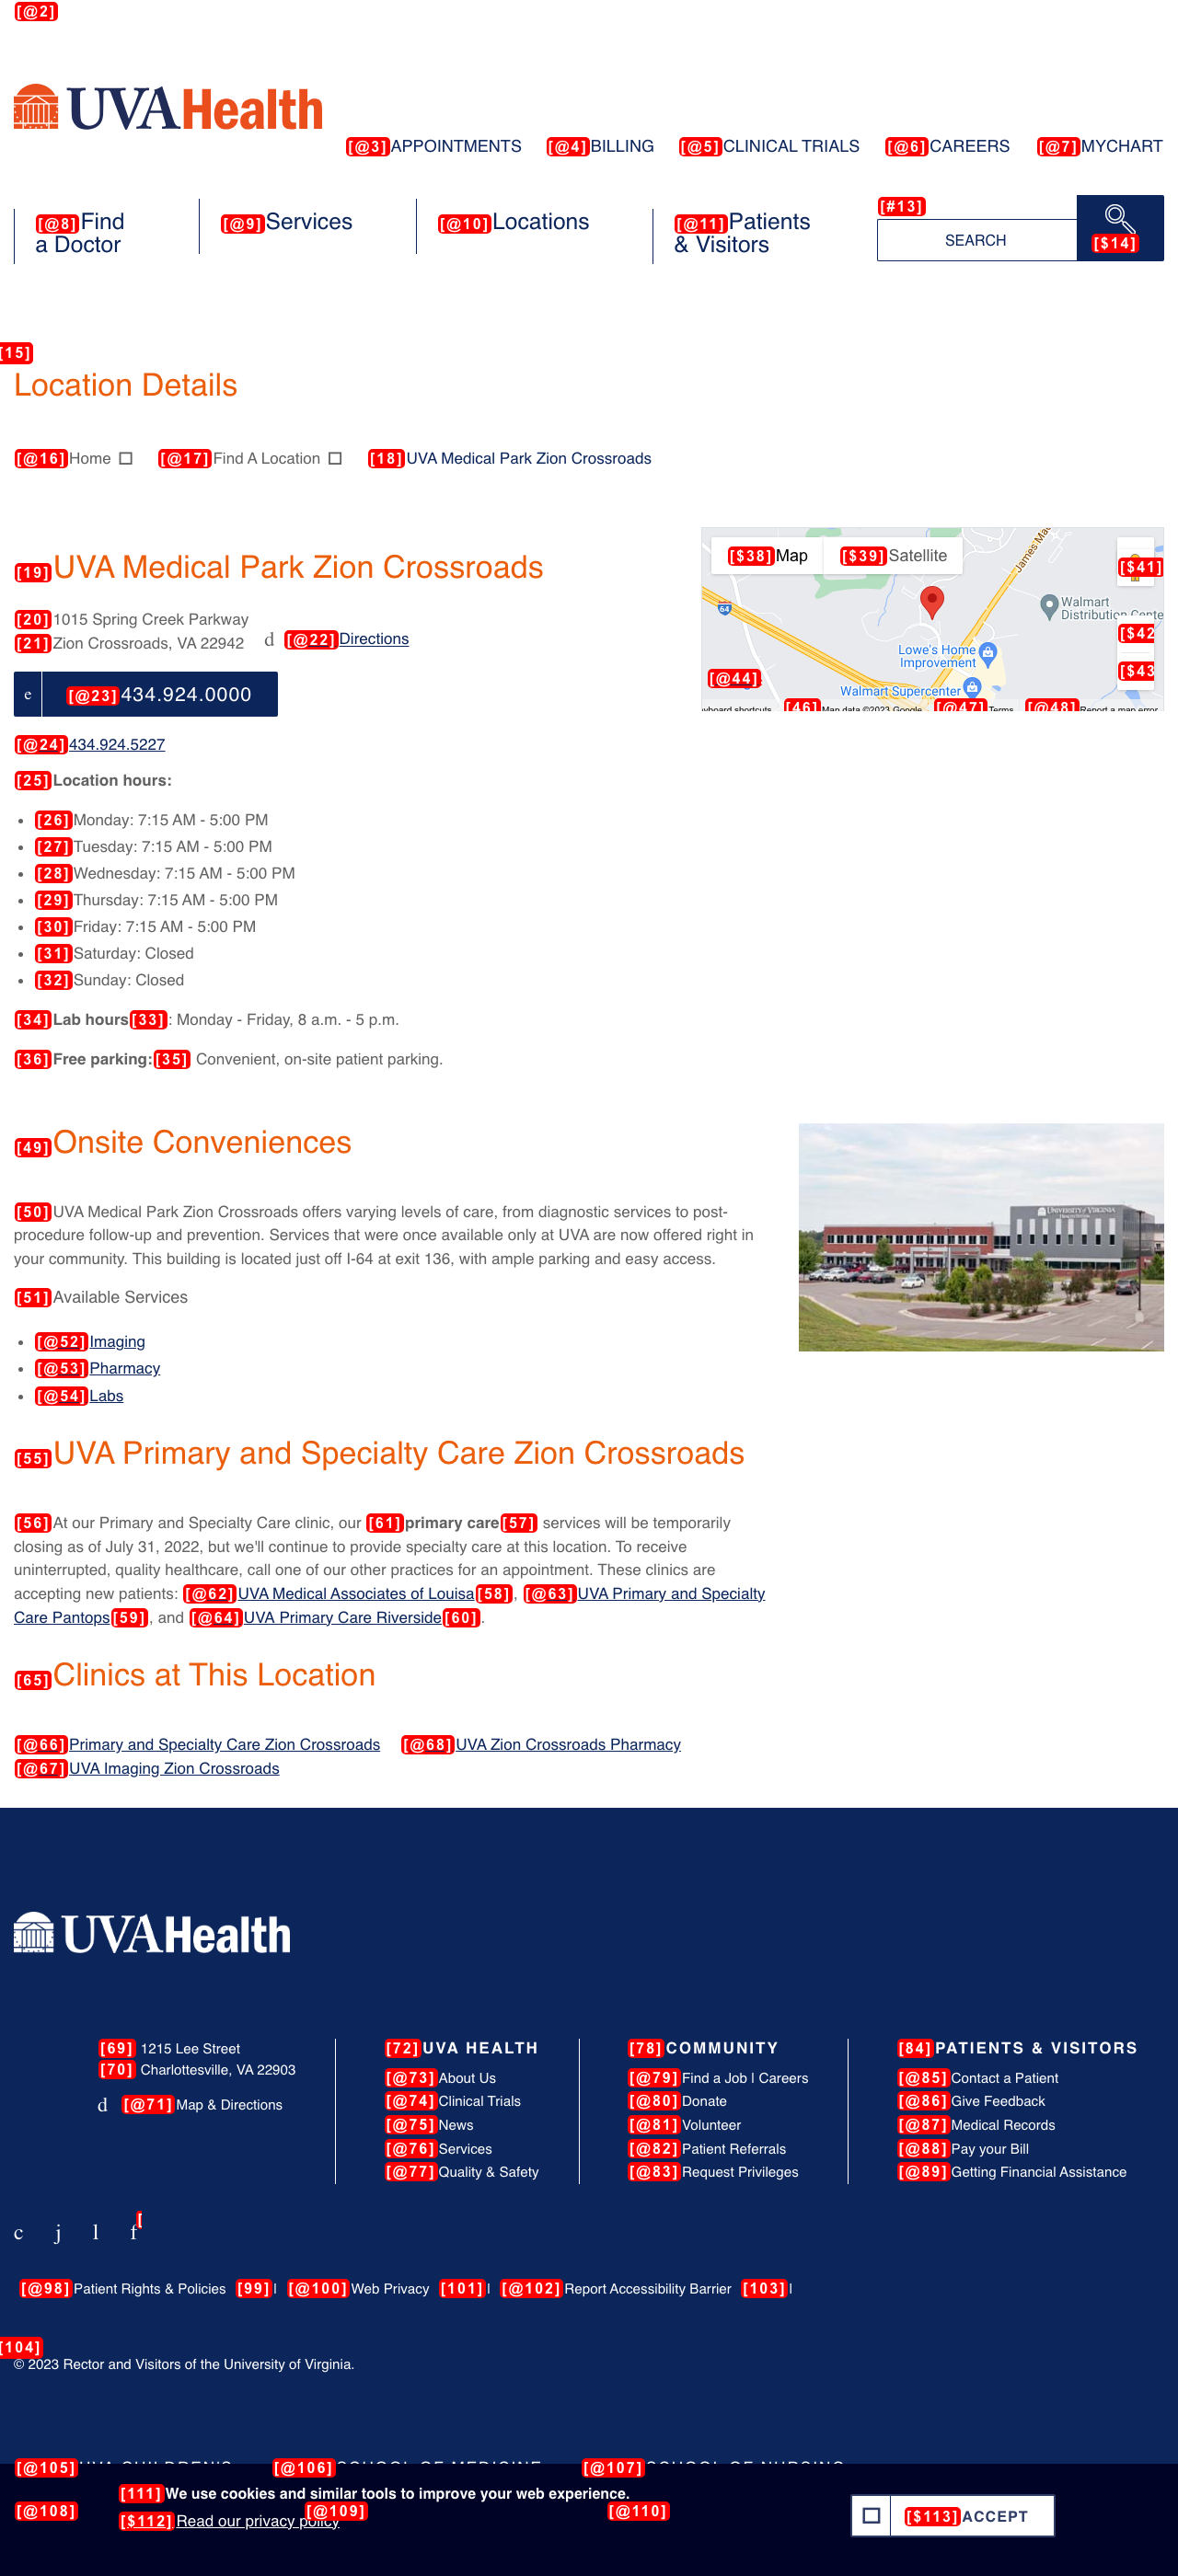 [@2]
UVA Health
[@3]APPOINTMENTS [@4]BILLING [@5]CLINICAL TRIALS [@6]CAREERS [@7]MYCHART
[@8]Find a Doctor
[@9]Services
[@10]Locations
[@11]Patients & Visitors
[#13]
SEARCH
[$14]
[15]
Location Details
[@16]Home [@17]Find A Location [18]UVA Medical Park Zion Crossroads
[19]UVA Medical Park Zion Crossroads
[20]1015 Spring Creek Parkway
[21]Zion Crossroads, VA 22942 d [@22]Directions
e [@23]434.924.0000
[@24]434.924.5227
[$38]Map [$39]Satellite
[$41]
James Mad
64
Walmart
Distribution Cente
[$42
Lowe's Home
Improvement
[$43
[@44]
Walmart Supercenter
[46]Map data ©2023 Google [@47]Terms [@48]Report a map error
[25]Location hours:
• [26]Monday: 7:15 AM - 5:00 PM
• [27]Tuesday: 7:15 AM - 5:00 PM
• [28]Wednesday: 7:15 AM - 5:00 PM
• [29]Thursday: 7:15 AM - 5:00 PM
• [30]Friday: 7:15 AM - 5:00 PM
• [31]Saturday: Closed
• [32]Sunday: Closed
[34]Lab hours[33]: Monday - Friday, 8 a.m. - 5 p.m.
[36]Free parking:[35] Convenient, on-site patient parking.
[49]Onsite Conveniences
[50]UVA Medical Park Zion Crossroads offers varying levels of care, from diagnostic services to post-
procedure follow-up and prevention. Services that were once available only at UVA are now offered right in
your community. This building is located just off I-64 at exit 136, with ample parking and easy access.
UNIVERSITY of VIRGINIA
[51]Available Services
• [@52]Imaging
• [@53]Pharmacy
• [@54]Labs
[55]UVA Primary and Specialty Care Zion Crossroads
[56]At our Primary and Specialty Care clinic, our [61]primary care[57] services will be temporarily
closing as of July 31, 2022, but we'll continue to provide specialty care at this location. To receive
uninterrupted, quality healthcare, call one of our other practices for an appointment. These clinics are
accepting new patients: [@62]UVA Medical Associates of Louisa[58], [@63]UVA Primary and Specialty
Care Pantops[59], and [@64]UVA Primary Care Riverside[60].
[65]Clinics at This Location
[@66]Primary and Specialty Care Zion Crossroads [@68]UVA Zion Crossroads Pharmacy
[@67]UVA Imaging Zion Crossroads
UVA Health
[69] 1215 Lee Street
[70] Charlottesville, VA 22903
d [@71]Map & Directions
[72]UVA HEALTH
[@73]About Us
[@74]Clinical Trials
[@75]News
[@76]Services
[@77]Quality & Safety
[78]COMMUNITY
[@79]Find a Job | Careers
[@80]Donate
[@81]Volunteer
[@82]Patient Referrals
[@83]Request Privileges
[84]PATIENTS & VISITORS
[@85]Contact a Patient
[@86]Give Feedback
[@87]Medical Records
[@88]Pay your Bill
[@89]Getting Financial Assistance
c j l f
[@98]Patient Rights & Policies [99]| [@100]Web Privacy [101]| [@102]Report Accessibility Barrier [103]|
[104]
© 2023 Rector and Visitors of the University of Virginia.
[@105]UVA CHILDREN'S [@106]SCHOOL OF MEDICINE [@107]SCHOOL OF NURSING
[111]We use cookies and similar tools to improve your web experience.
[@108] [@109] [@110]
[$112]Read our privacy policy
[$113]ACCEPT